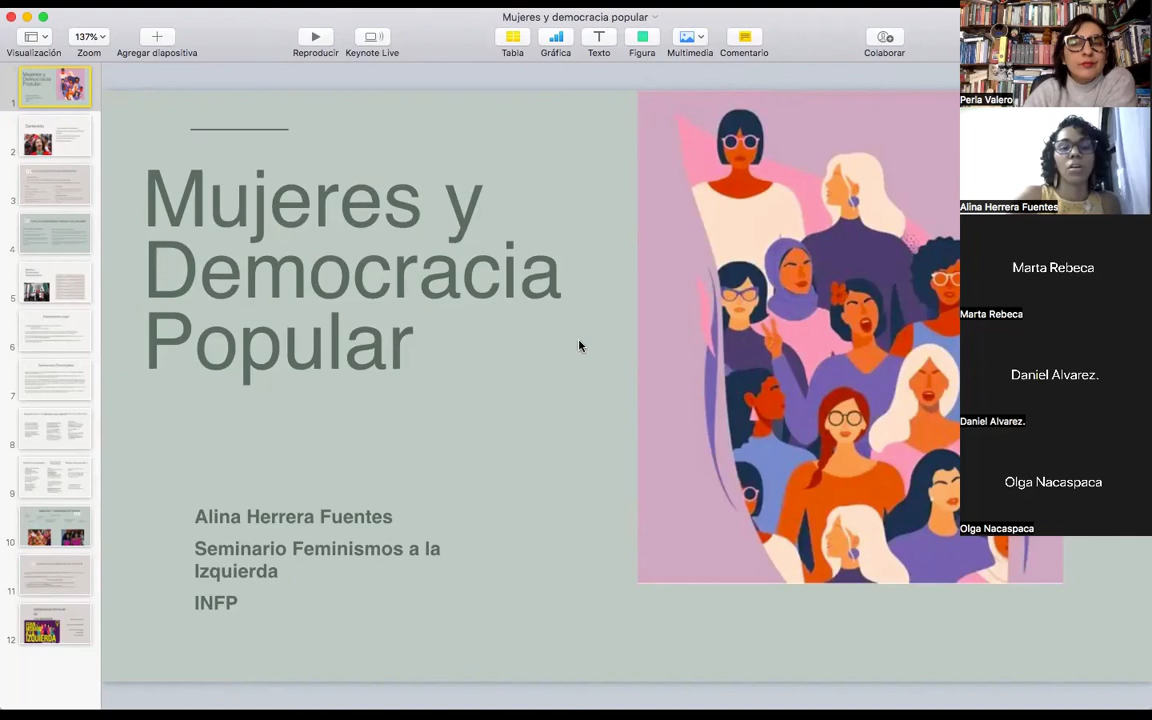 Mujeres y democracia popular
137%
Visualización
Zoom
Agregar diapositiva
Reproducir
Keynote Live
Tabla
Gráfica
Texto
Figura
Multimedia
Comentario
Colaborar
1
2
3
4
5
6
7
8
9
10
11
12
Mujeres y
Democracia
Popular
Alina Herrera Fuentes
Seminario Feminismos a la
Izquierda
INFP
Perla Valero
Alina Herrera Fuentes
Marta Rebeca
Marta Rebeca
Daniel Alvarez.
Daniel Alvarez.
Olga Nacaspaca
Olga Nacaspaca